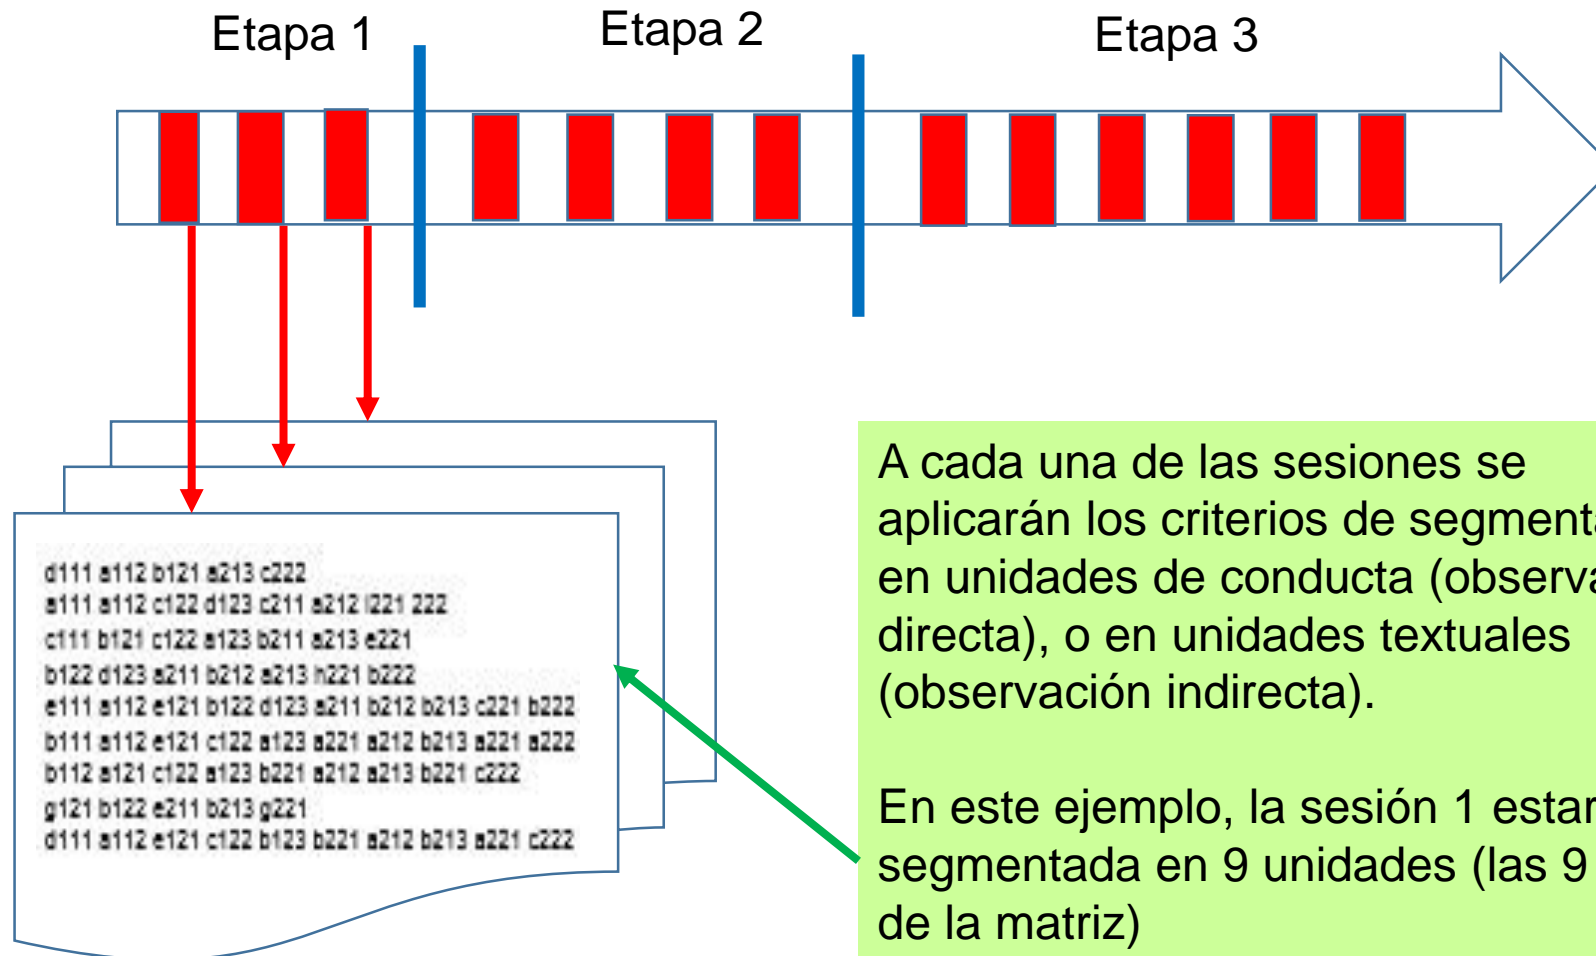 Etapa 1
Etapa 2
Etapa 3
d111 a112 b121 a213 c222
a111 a112 c122 d123 c211 a212 l221 222
c111 b121 c122 a123 b211 a213 e221
b122 d123 a211 b212 a213 h221 b222
e111 a112 e121 b122 d123 a211 b212 b213 c221 b222
b111 a112 e121 c122 a123 a221 a212 b213 a221 a222
b112 a121 c122 a123 b221 a212 a213 b221 c222
g121 b122 e211 b213 g221
d111 a112 e121 c122 b123 b221 a212 b213 a221 c222
A cada una de las sesiones se
aplicarán los criterios de segmenta
en unidades de conducta (observa
directa), o en unidades textuales
(observación indirecta).
En este ejemplo, la sesión 1 estar
segmentada en 9 unidades (las 9
de la matriz)